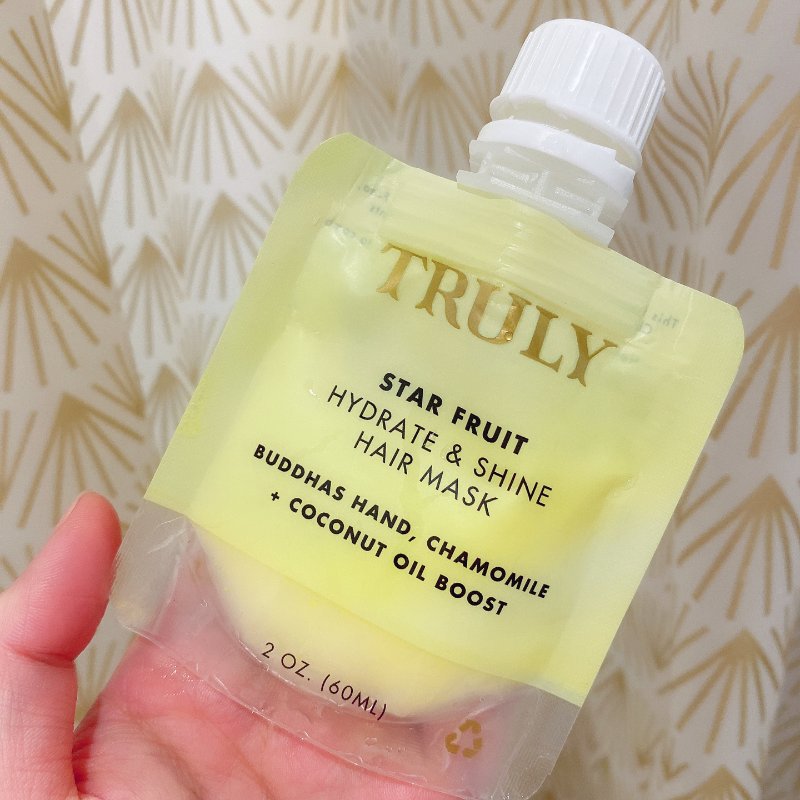 TRULY
STAR FRUIT
HYDRATE & SHINE
HAIR MASK
BUDDHAS HAND, CHAMOMILE
+ COCONUT OIL BOOST
2 OZ. (60ML)